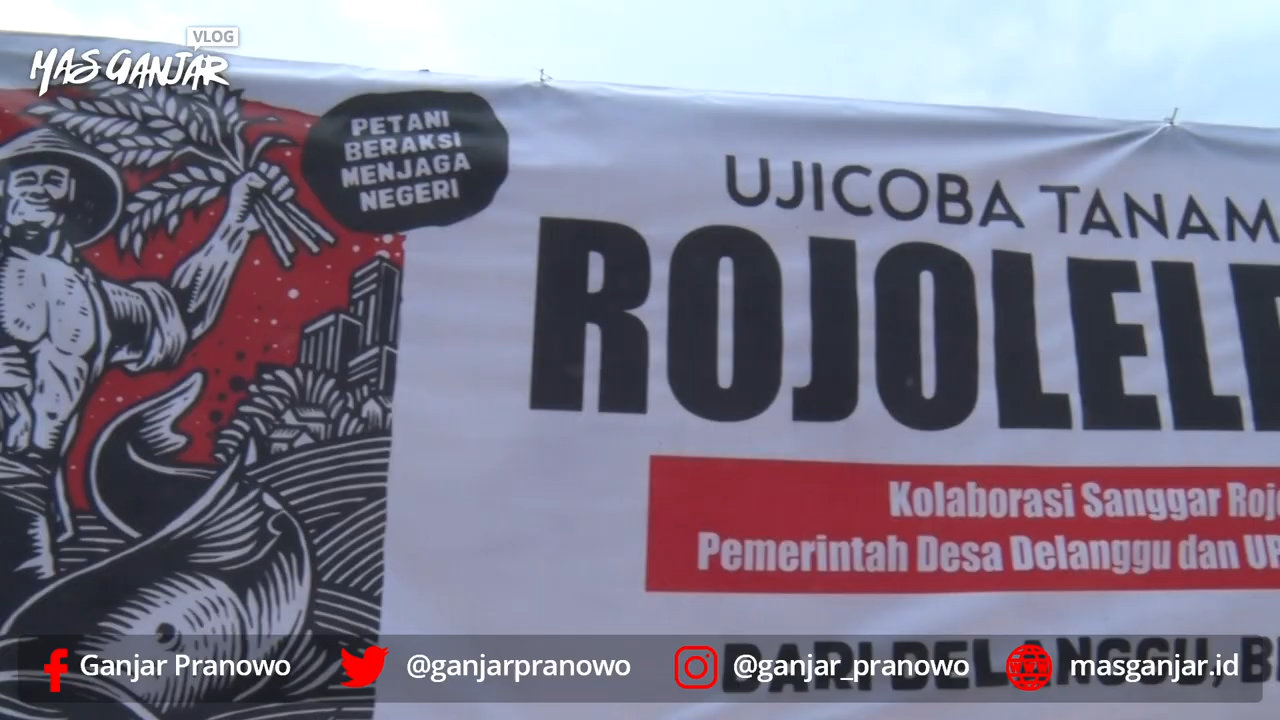 VLOG
MAS GANJAR
PETANI
BERAKSI
MENJAGA
NEGERI
UJICOBA TANAM
ROJOLELE
Kolaborasi Sanggar Roj
Pemerintah Desa Delanggu dan UP
DARI DELANGGU, B
Ganjar Pranowo @ganjarpranowo @ganjar_pranowo masganjar.id